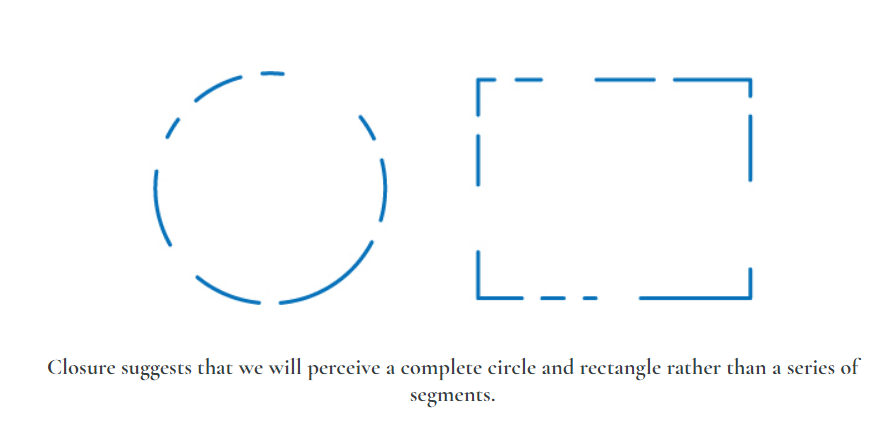 Closure suggests that we will perceive a complete circle and rectangle rather than a series of
segments.